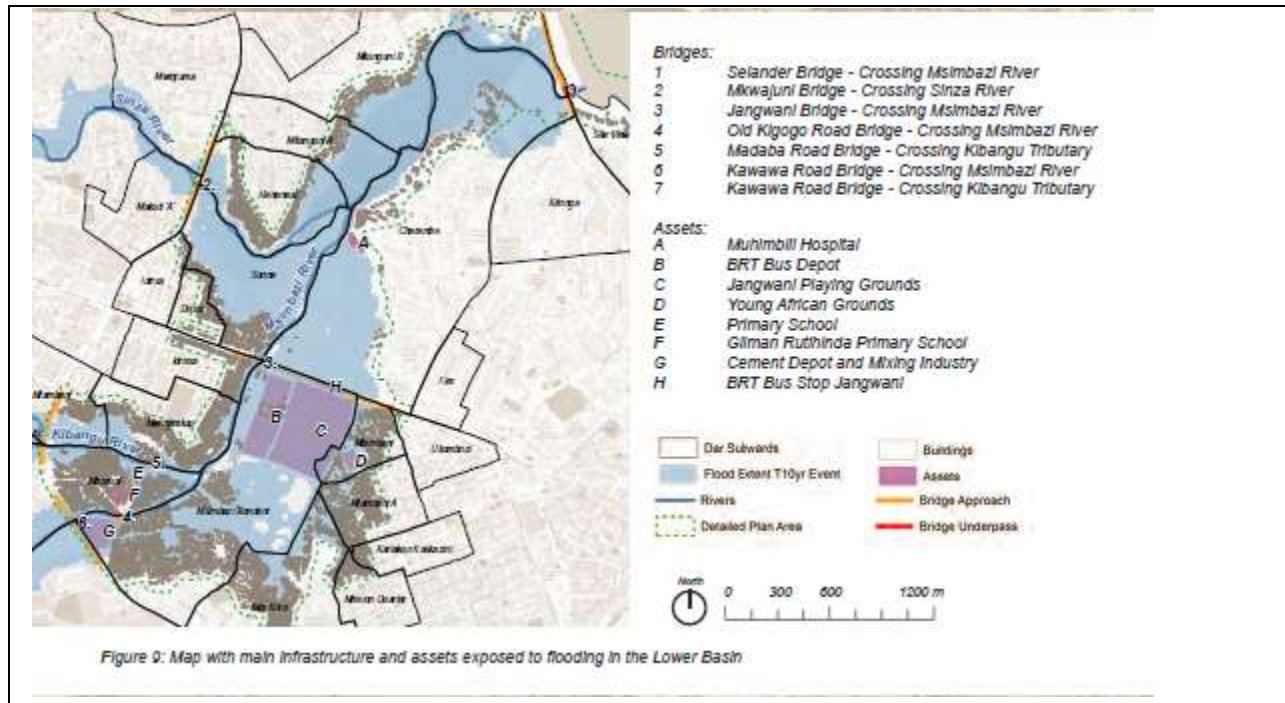 Sinza River
Msimbazi River
Kibangu River
2.
A
3.
H
B
C
D
5
E
F
4.
6.
G
Bridges:
1 Selander Bridge - Crossing Msimbazi River
2 Mkwajuni Bridge - Crossing Sinza River
3 Jangwani Bridge - Crossing Msimbazi River
4 Old Kigogo Road Bridge - Crossing Msimbazi River
5 Madaba Road Bridge - Crossing Kibangu Tributary
6 Kawawa Road Bridge - Crossing Msimbazi River
7 Kawawa Road Bridge - Crossing Kibangu Tributary
Assets:
A Muhimbili Hospital
B BRT Bus Depot
C Jangwani Playing Grounds
D Young African Grounds
E Primary School
F Gilman Rutihinda Primary School
G Cement Depot and Mixing Industry
H BRT Bus Stop Jangwani
Dar Subwards
Buildings
Flood Extent T10yr Event
Assets
Rivers
Bridge Approach
Detailed Plan Area
Bridge Underpass
North
0 300 600 1200 m
Figure 9: Map with main infrastructure and assets exposed to flooding in the Lower Basin